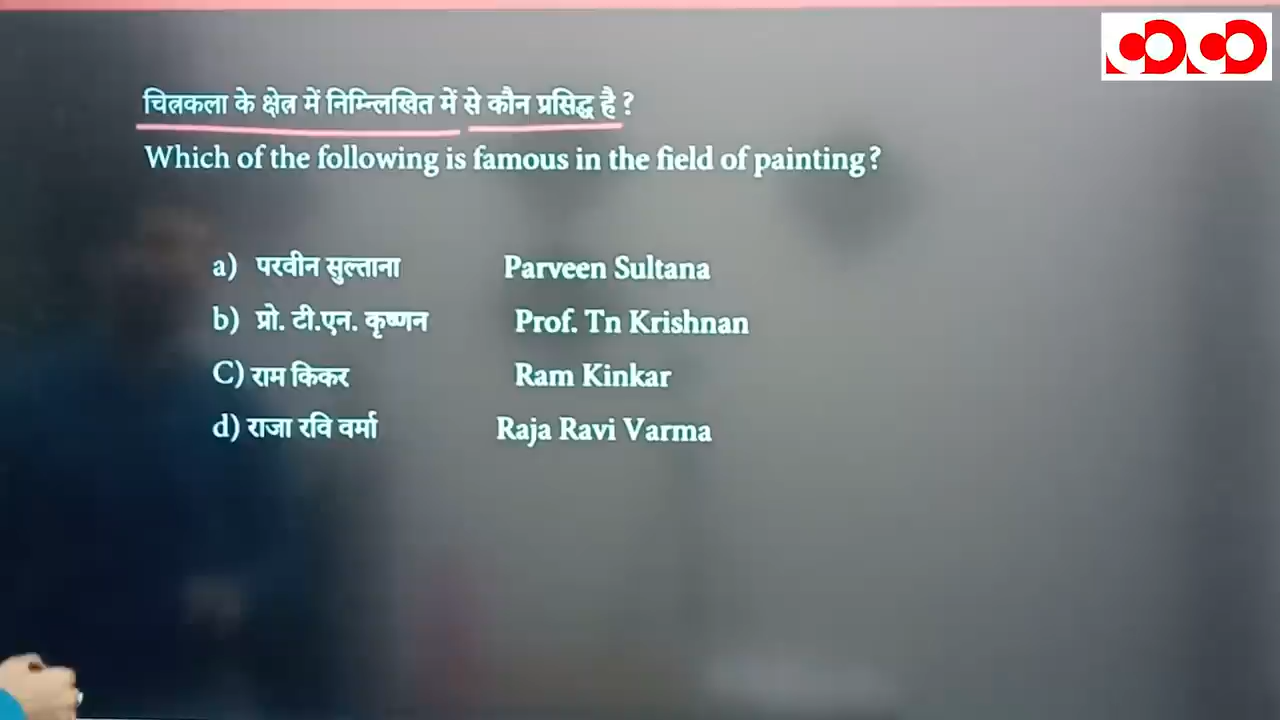 चित्रकला के क्षेत्र में निम्निलखित में से कौन प्रसिद्ध है ?
Which of the following is famous in the field of painting?
a) परवीन सुल्ताना Parveen Sultana
b) प्रो. टी.एन. कृष्णन Prof. Tn Krishnan
C) राम किकर Ram Kinkar
d) राजा रवि वर्मा Raja Ravi Varma